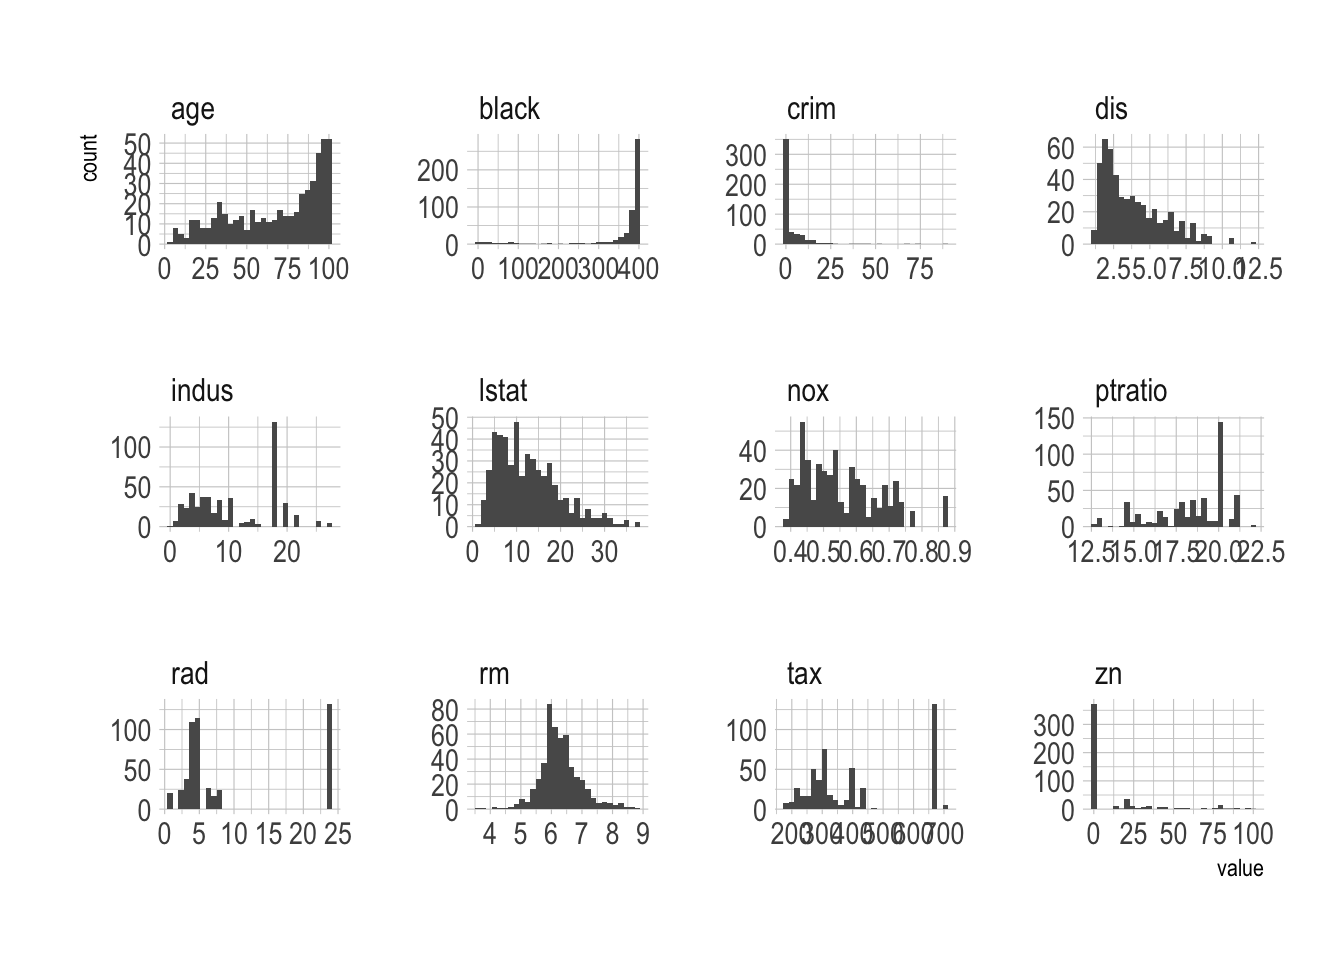 age black crim dis
count
50
40
30
20
10
0
0 25 50 75 100
200
100
0
0 100 200 300 400
300
200
100
0
0 25 50 75
60
40
20
0
2.5 5.0 7.5 10.0 12.5
indus lstat nox ptratio
100
50
0
0 10 20
50
40
30
20
10
0
0 10 20 30
40
20
0
0.4 0.5 0.6 0.7 0.8 0.9
150
100
50
0
12.5 15.0 17.5 20.0 22.5
rad rm tax zn
100
50
0
0 5 10 15 20 25
80
60
40
20
0
4 5 6 7 8 9
100
50
0
200 300 400 500 600 700
300
200
100
0
0 25 50 75 100
value